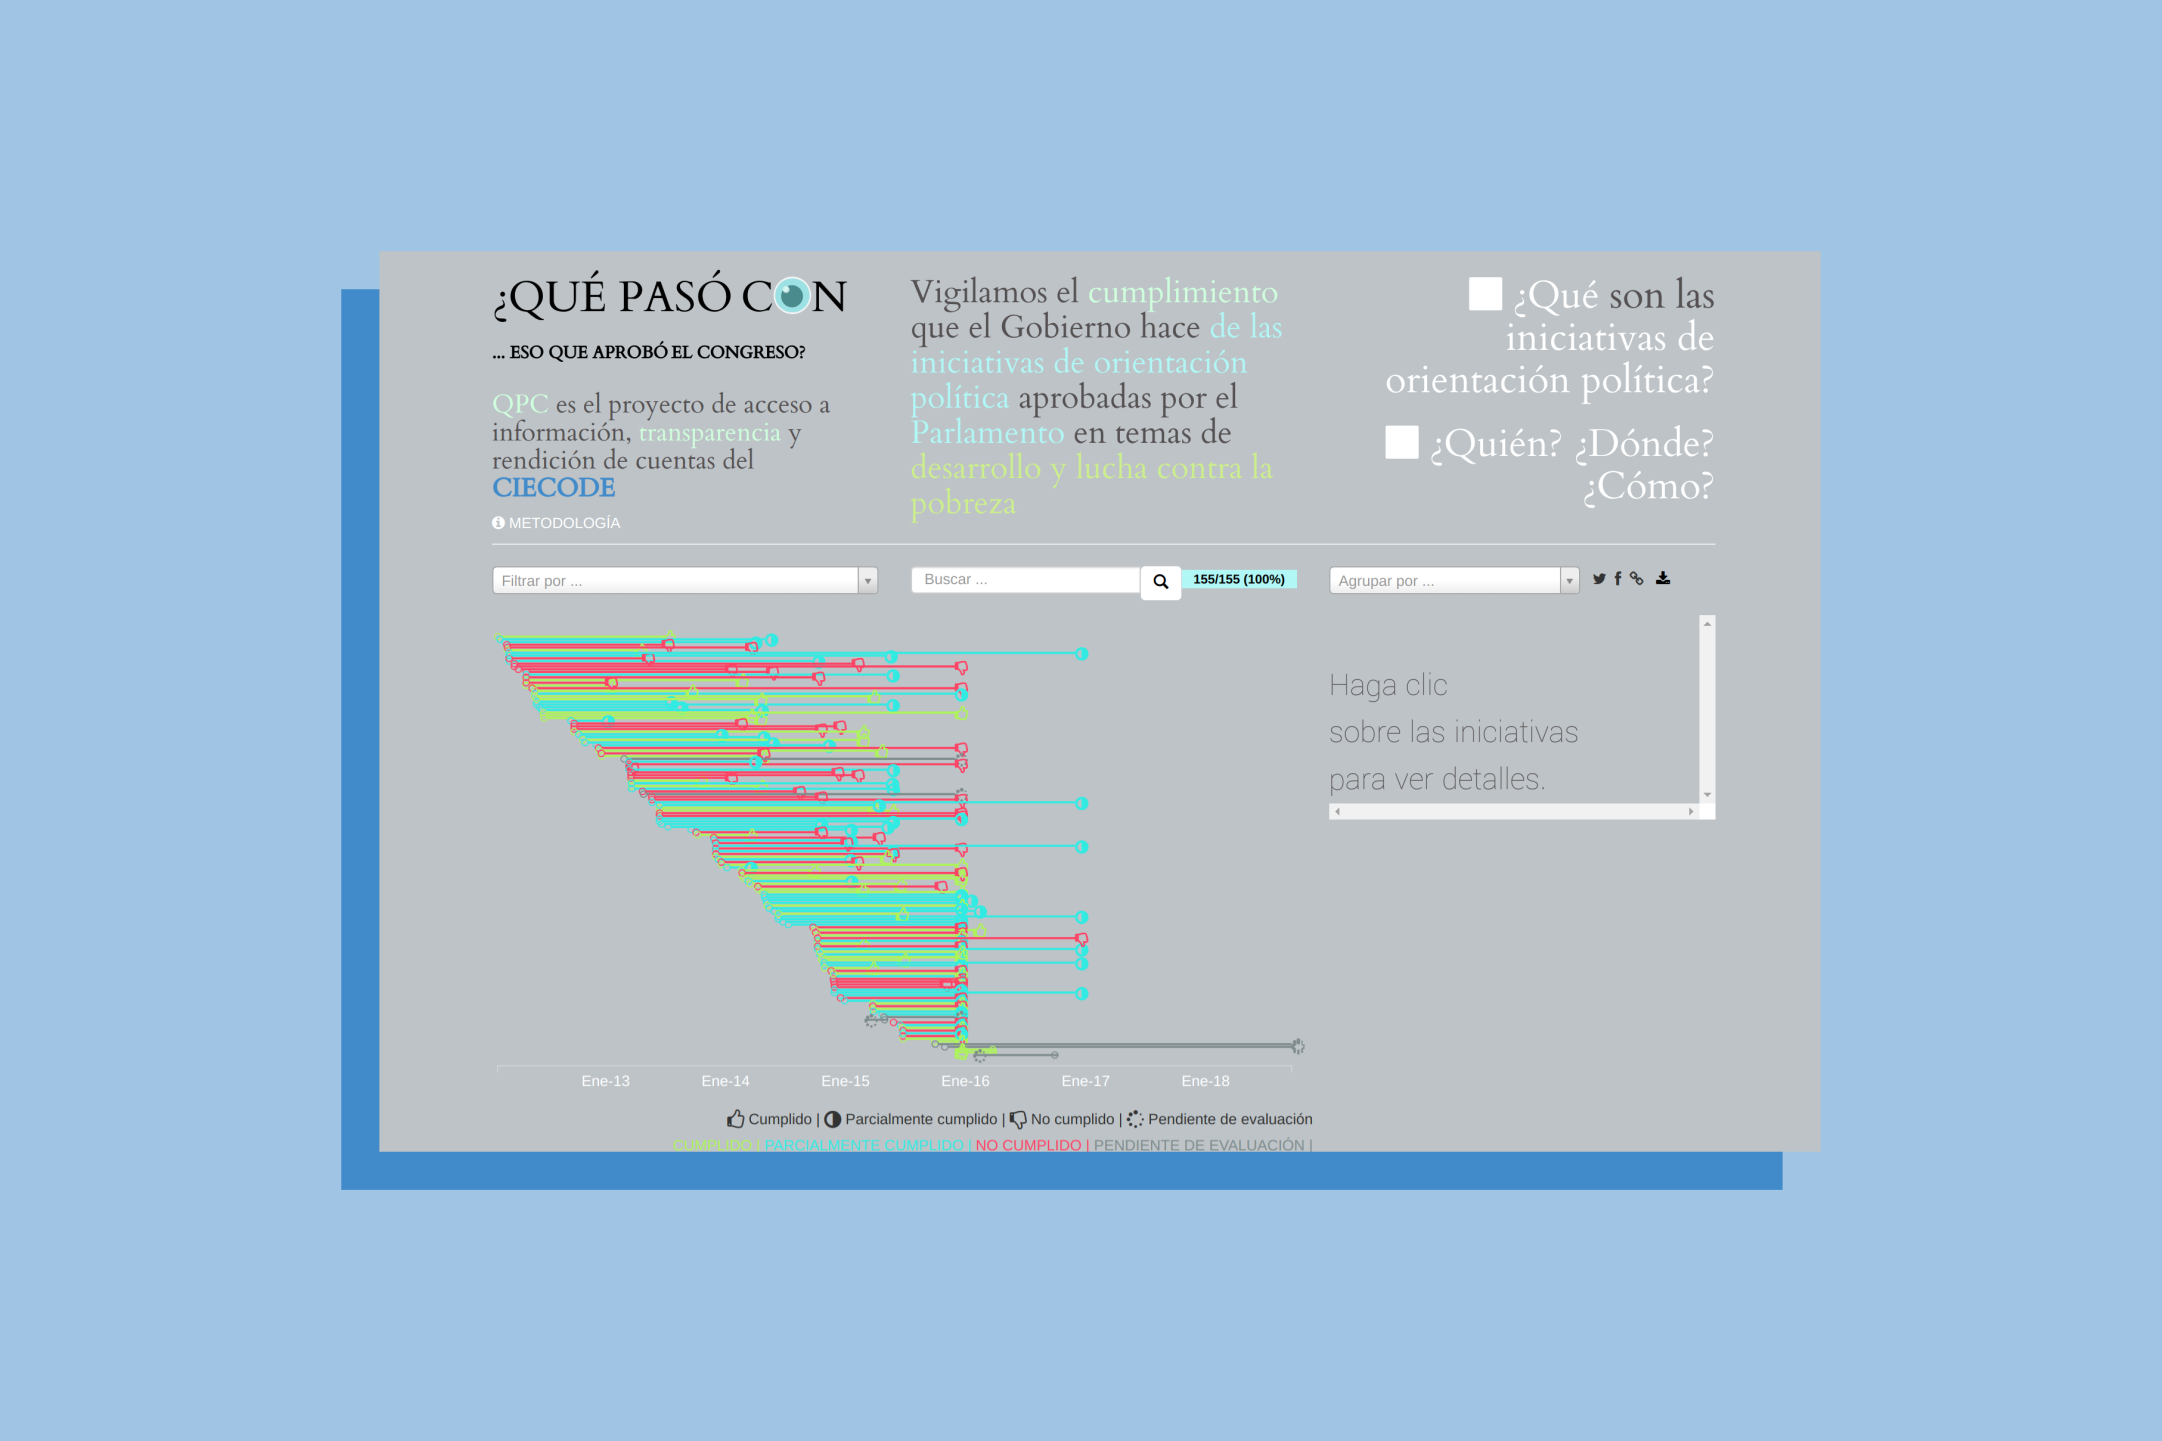 ¿QUÉ PASÓ CON
... ESO QUE APROBÓ EL CONGRESO?
QPC es el proyecto de acceso a
información, transparencia y
rendición de cuentas del
CIECODE
METODOLOGÍA
Vigilamos el cumplimiento
que el Gobierno hace de las
iniciativas de orientación
política aprobadas por el
Parlamento en temas de
desarrollo y lucha contra la
pobreza
¿Qué son las
iniciativas de
orientación política?
¿Quién? ¿Dónde?
¿Cómo?
Filtrar por ...
Buscar ...
155/155 (100%)
Agrupar por ...
Haga clic
sobre las iniciativas
para ver detalles.
Ene-13 Ene-14 Ene-15 Ene-16 Ene-17 Ene-18
Cumplido | Parcialmente cumplido | No cumplido | Pendiente de evaluación
CUMPLIDO | PARCIALMENTE CUMPLIDO | NO CUMPLIDO | PENDIENTE DE EVALUACIÓN |